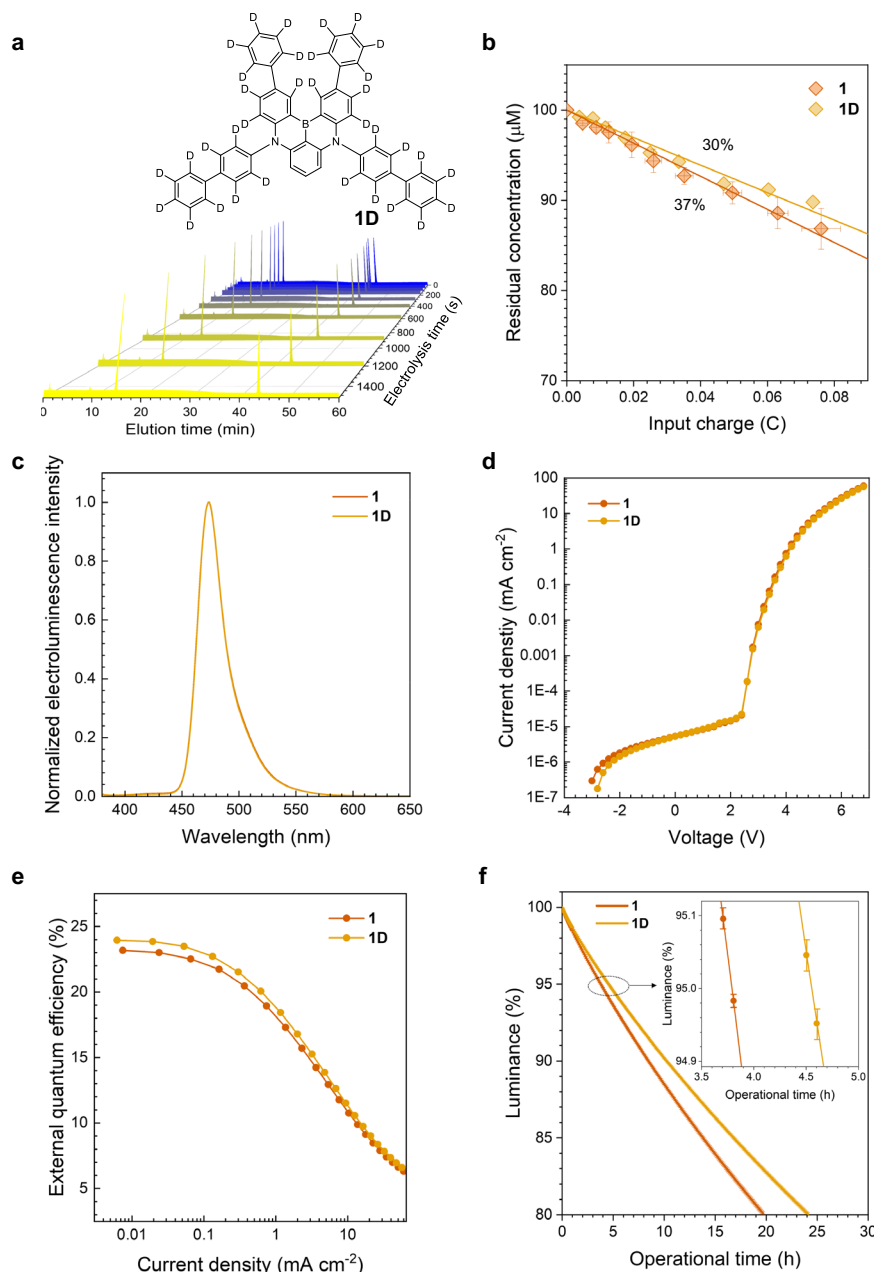 a
D D D D D D D D D D D D D D D D D D D D D D D D D D D D D D
B
N N
1D
0
200
400
600
800
1000
1200
1400
Electrolysis time (s)
0 10 20 30 40 50 60
Elution time (min)
b
1
1D
30%
37%
100
90
80
70
Residual concentration (μM)
0.00 0.02 0.04 0.06 0.08
Input charge (C)
c
1
1D
1.0
0.8
0.6
0.4
0.2
0.0
Normalized electroluminescence intensity
400 450 500 550 600 650
Wavelength (nm)
d
1
1D
100
10
1
0.1
0.01
0.001
1E-4
1E-5
1E-6
1E-7
Current denstiy (mA cm-2)
-4 -2 0 2 4 6
Voltage (V)
e
1
1D
25
20
15
10
5
External quantum efficiency (%)
0.01 0.1 1 10
Current density (mA cm-2)
f
1
1D
100
95
90
85
80
Luminance (%)
0 5 10 15 20 25 30
Operational time (h)
95.1
95.0
94.9
Luminance (%)
3.5 4.0 4.5 5.0
Operational time (h)